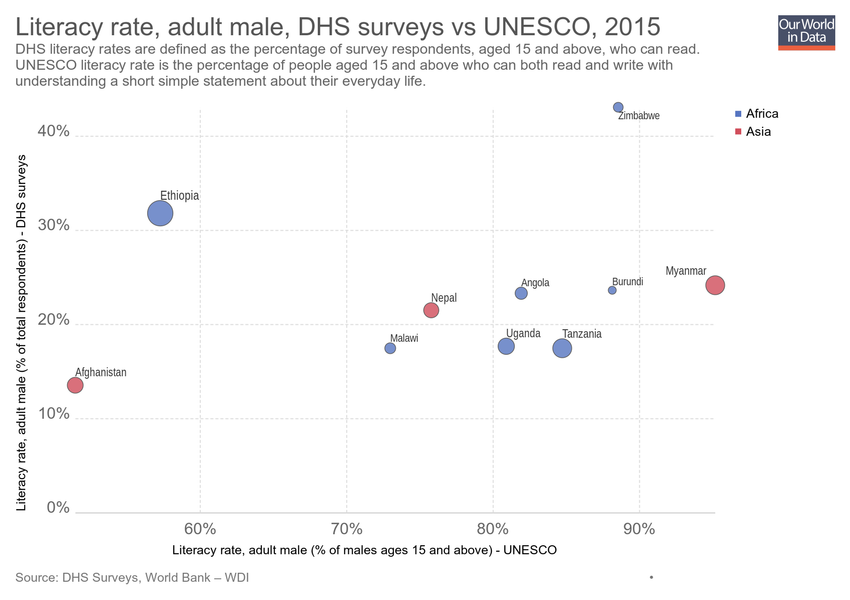 Literacy rate, adult male, DHS surveys vs UNESCO, 2015
DHS literacy rates are defined as the percentage of survey respondents, aged 15 and above, who can read.
UNESCO literacy rate is the percentage of people aged 15 and above who can both read and write with
understanding a short simple statement about their everyday life.
Our World
in Data
Africa
Asia
Literacy rate, adult male (% of total respondents) - DHS surveys
40%
30%
20%
10%
0%
Zimbabwe
Ethiopia
Myanmar
Angola
Burundi
Nepal
Uganda
Tanzania
Malawi
Afghanistan
60%
70%
80%
90%
Literacy rate, adult male (% of males ages 15 and above) - UNESCO
Source: DHS Surveys, World Bank – WDI